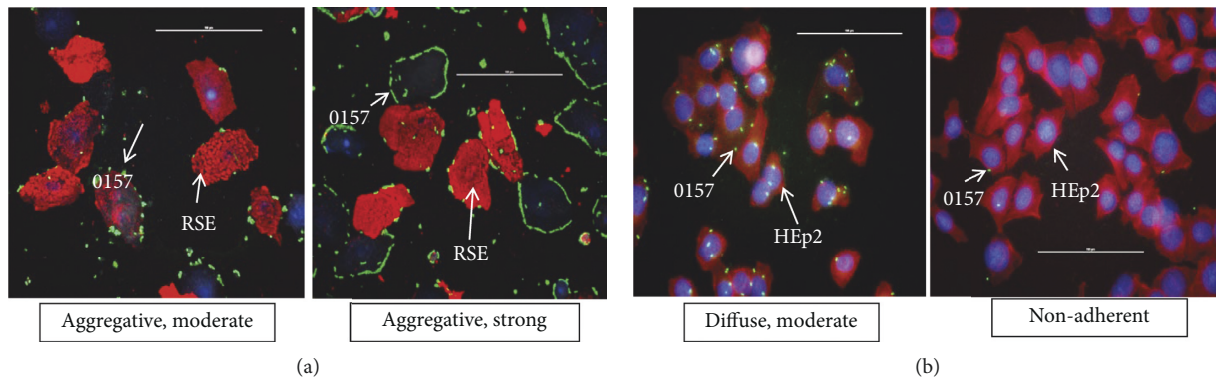 0157
RSE
Aggregative, moderate
0157
RSE
Aggregative, strong
(a)
0157
HEp2
Diffuse, moderate
0157
HEp2
Non-adherent
(b)